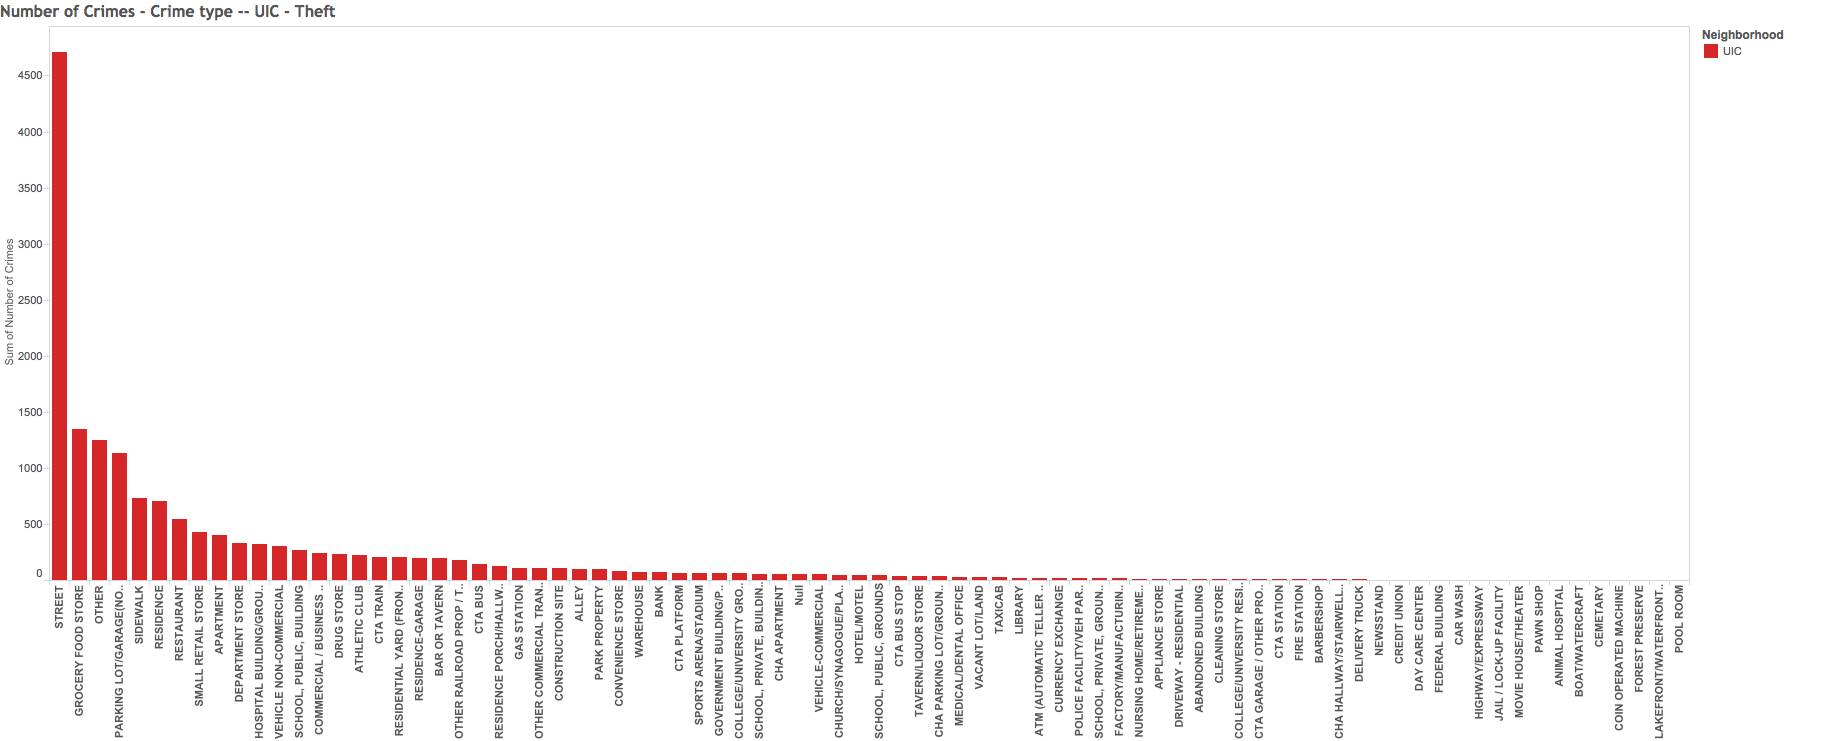 Number of Crimes - Crime type -- UIC - Theft
Neighborhood
UIC
Sum of Number of Crimes
4500
4000
3500
3000
2500
2000
1500
1000
500
0
STREET
GROCERY FOOD STORE
OTHER
PARKING LOT/GARAGE(NO..
SIDEWALK
RESIDENCE
RESTAURANT
SMALL RETAIL STORE
APARTMENT
DEPARTMENT STORE
HOSPITAL BUILDING/GROU..
VEHICLE NON-COMMERCIAL
SCHOOL, PUBLIC, BUILDING
COMMERCIAL / BUSINESS ..
DRUG STORE
ATHLETIC CLUB
CTA TRAIN
RESIDENTIAL YARD (FRON..
RESIDENCE-GARAGE
BAR OR TAVERN
OTHER RAILROAD PROP / T..
CTA BUS
RESIDENCE PORCH/HALLW..
GAS STATION
OTHER COMMERCIAL TRAN..
CONSTRUCTION SITE
ALLEY
PARK PROPERTY
CONVENIENCE STORE
WAREHOUSE
BANK
CTA PLATFORM
SPORTS ARENA/STADIUM
GOVERNMENT BUILDING/P..
COLLEGE/UNIVERSITY GRO..
SCHOOL, PRIVATE, BUILDIN..
CHA APARTMENT
Null
VEHICLE-COMMERCIAL
CHURCH/SYNAGOGUE/PLA..
HOTEL/MOTEL
SCHOOL, PUBLIC, GROUNDS
CTA BUS STOP
TAVERN/LIQUOR STORE
CHA PARKING LOT/GROUN..
MEDICAL/DENTAL OFFICE
VACANT LOT/LAND
TAXICAB
LIBRARY
ATM (AUTOMATIC TELLER ..
CURRENCY EXCHANGE
POLICE FACILITY/VEH PAR..
SCHOOL, PRIVATE, GROUN..
FACTORY/MANUFACTURIN..
NURSING HOME/RETIREME..
APPLIANCE STORE
DRIVEWAY - RESIDENTIAL
ABANDONED BUILDING
CLEANING STORE
COLLEGE/UNIVERSITY RESI..
CTA GARAGE / OTHER PRO..
CTA STATION
FIRE STATION
BARBERSHOP
CHA HALLWAY/STAIRWELL..
DELIVERY TRUCK
NEWSSTAND
CREDIT UNION
DAY CARE CENTER
FEDERAL BUILDING
CAR WASH
HIGHWAY/EXPRESSWAY
JAIL / LOCK-UP FACILITY
MOVIE HOUSE/THEATER
PAWN SHOP
ANIMAL HOSPITAL
BOAT/WATERCRAFT
CEMETARY
COIN OPERATED MACHINE
FOREST PRESERVE
LAKEFRONT/WATERFRONT..
POOL ROOM